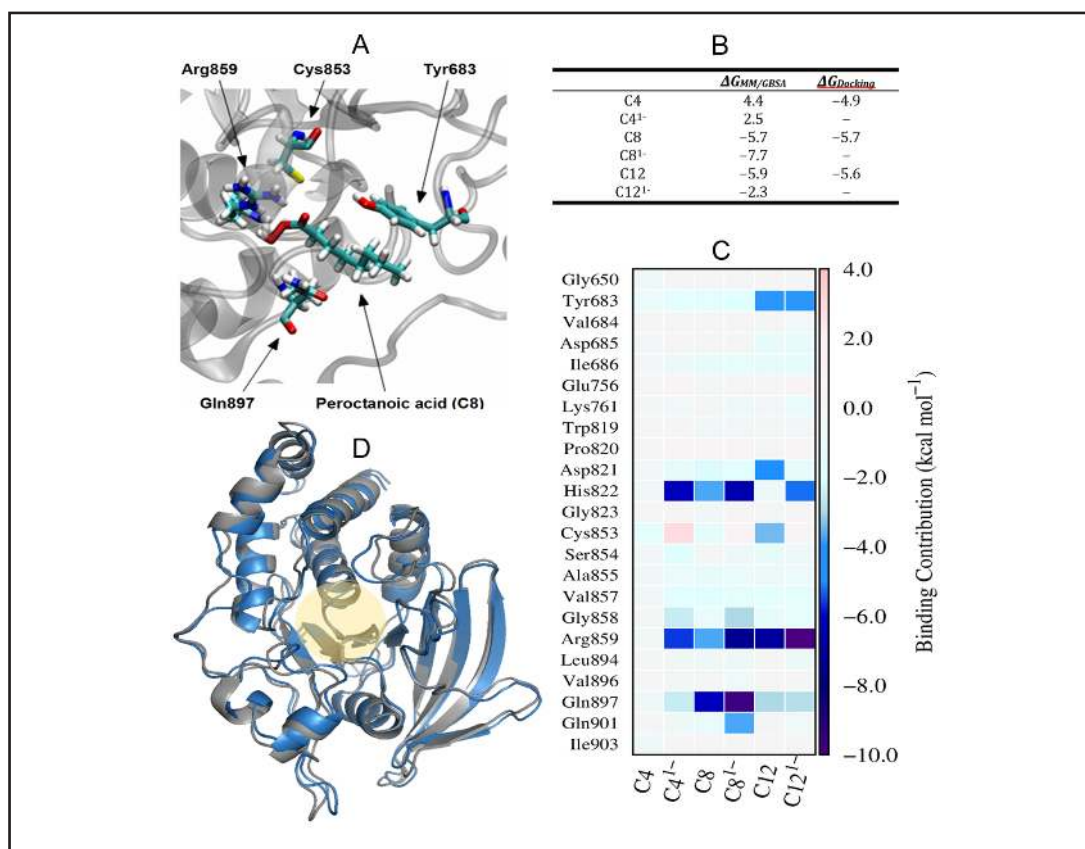 A
Arg859 Cys853 Tyr683
Gln897 Peroctanoic acid (C8)
B
ΔG_MM/GBSA ΔG_Docking
C4 4.4 −4.9
C4¹⁻ 2.5 –
C8 −5.7 −5.7
C8¹⁻ −7.7 –
C12 −5.9 −5.6
C12¹⁻ −2.3 –
C
Gly650
Tyr683
Val684
Asp685
Ile686
Glu756
Lys761
Trp819
Pro820
Asp821
His822
Gly823
Cys853
Ser854
Ala855
Val857
Gly858
Arg859
Leu894
Val896
Gln897
Gln901
Ile903
C4 C4¹⁻ C8 C8¹⁻ C12 C12¹⁻
4.0
0.0
−2.0
−4.0
−6.0
−8.0
−10.0
Binding Contribution (kcal mol⁻¹)
D